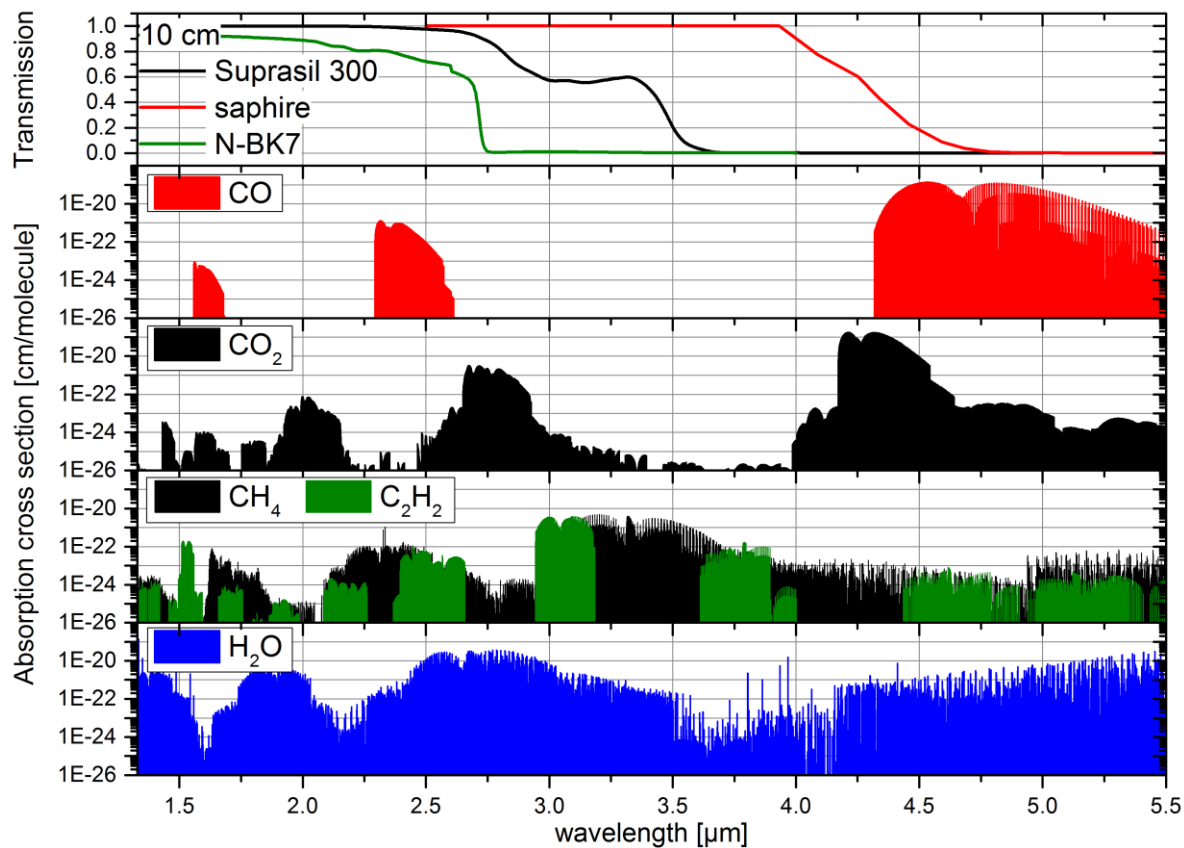 Transmission
1.0
0.8
0.6
0.4
0.2
0.0
10 cm
Suprasil 300
saphire
N-BK7
Absorption cross section [cm/molecule]
1E-20
1E-22
1E-24
1E-26
CO
1E-20
1E-22
1E-24
1E-26
CO2
1E-20
1E-22
1E-24
1E-26
CH4 C2H2
1E-20
1E-22
1E-24
1E-26
H2O
1.5 2.0 2.5 3.0 3.5 4.0 4.5 5.0 5.5
wavelength [µm]